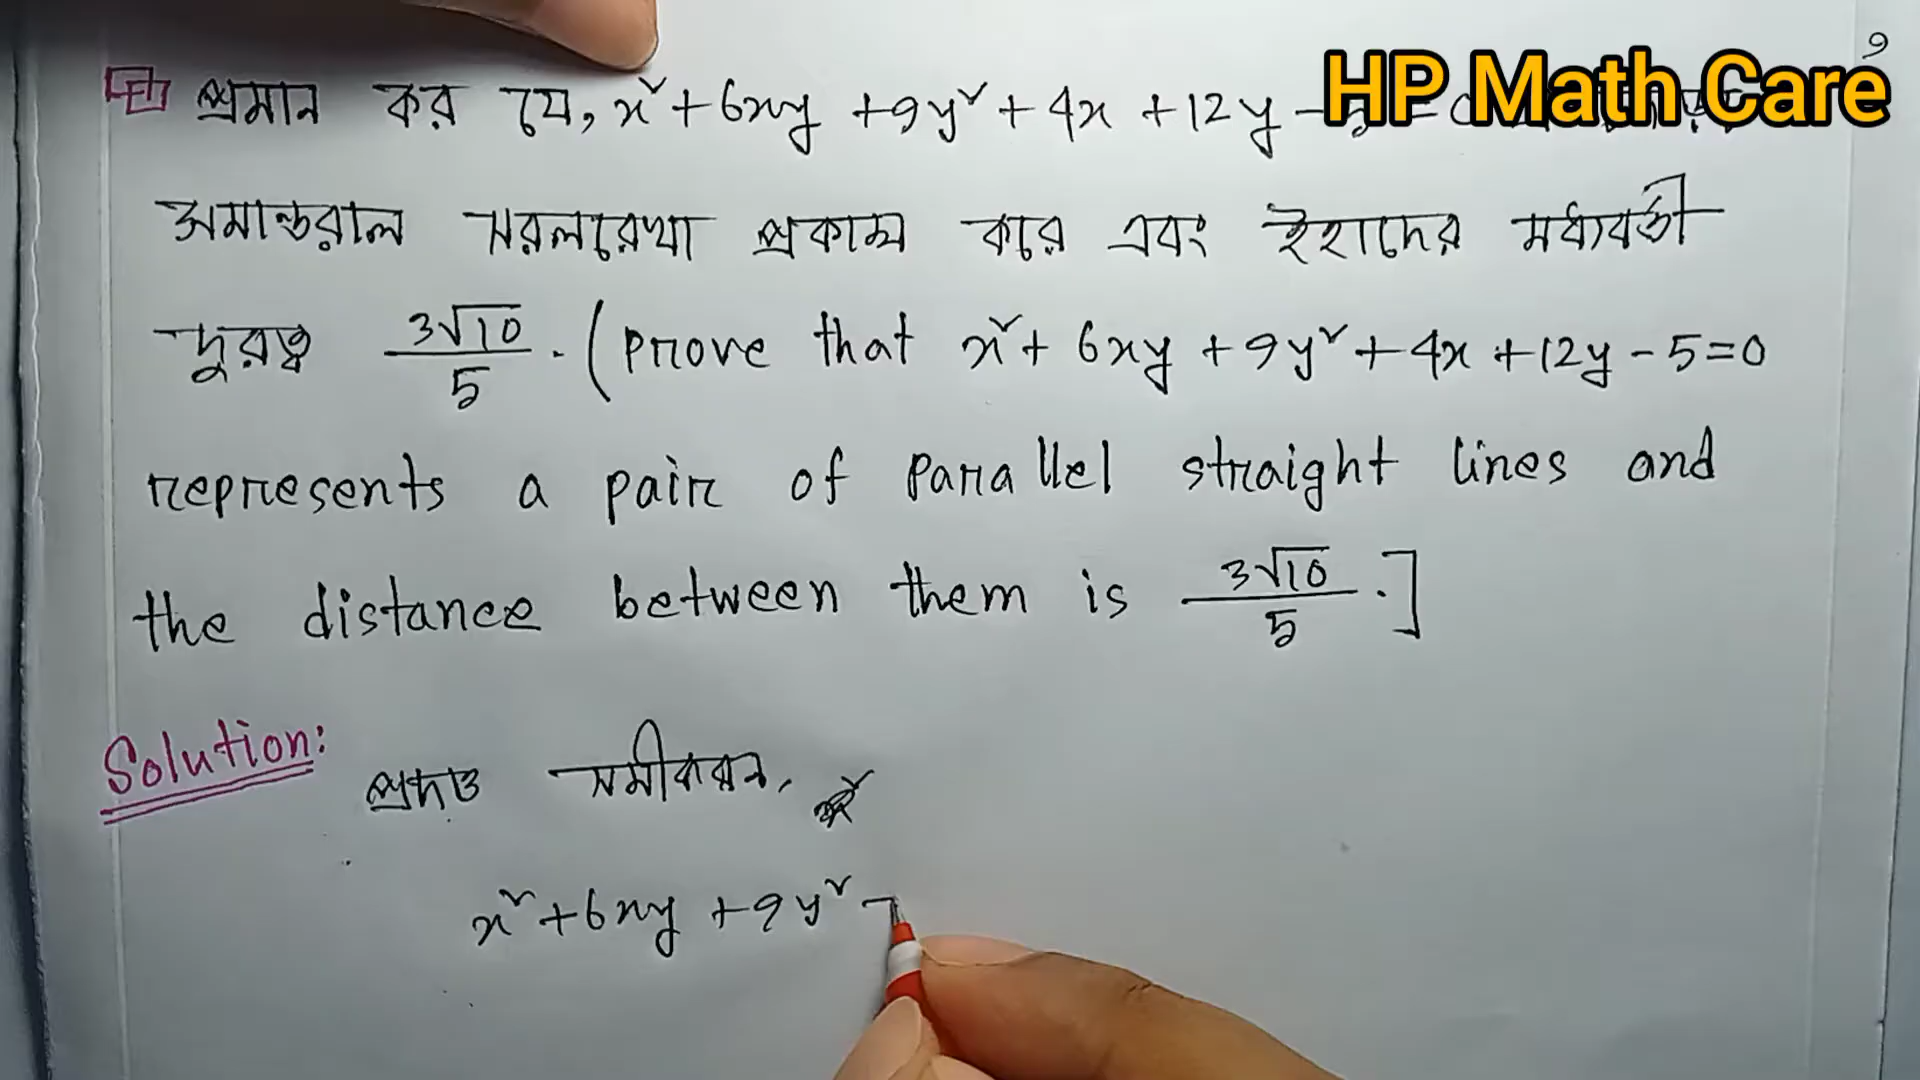 9
HP Math Care
প্রমান কর যে, x² + 6xy + 9y² + 4x + 12y -
সমান্তরাল সরলরেখা প্রকাশ করে এবং ইহাদের মধ্যবর্তী
দুরত্ব 3√10/5 . (Prove that x² + 6xy + 9y² + 4x + 12y - 5 = 0
represents a pair of parallel straight lines and
the distance between them is 3√10/5 .]
Solution: প্রদত্ত সমীকরন,
x² + 6xy + 9y²